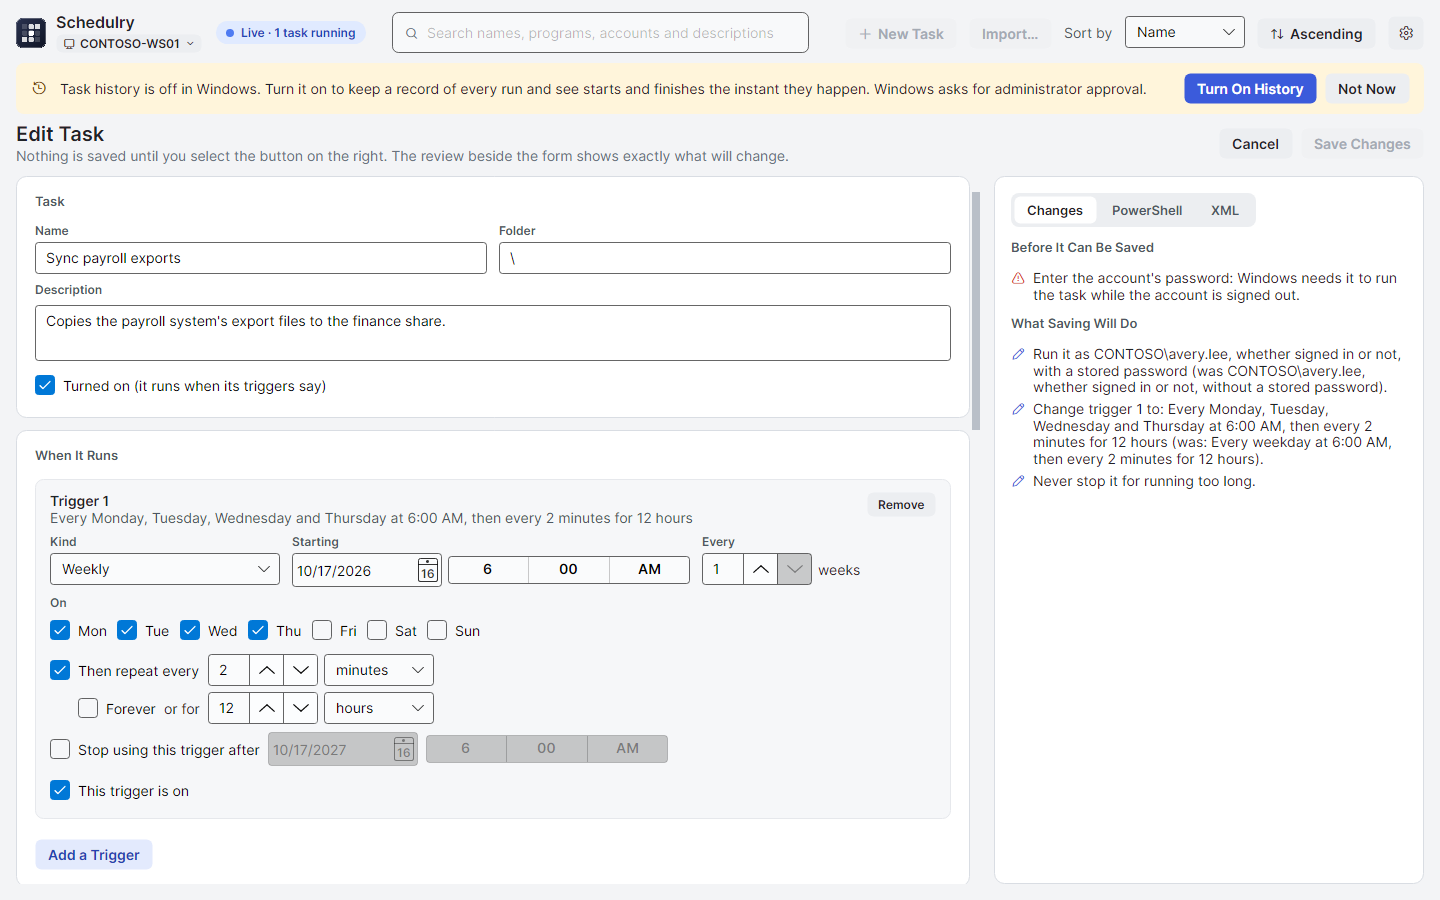 Schedulry
CONTOSO-WS01
Live · 1 task running
Search names, programs, accounts and descriptions
New Task
Import...
Sort by
Name
Ascending
Task history is off in Windows. Turn it on to keep a record of every run and see starts and finishes the instant they happen. Windows asks for administrator approval.
Turn On History
Not Now
Edit Task
Nothing is saved until you select the button on the right. The review beside the form shows exactly what will change.
Cancel
Save Changes
Task
Name
Folder
Sync payroll exports
\
Description
Copies the payroll system's export files to the finance share.
Turned on (it runs when its triggers say)
When It Runs
Trigger 1
Every Monday, Tuesday, Wednesday and Thursday at 6:00 AM, then every 2 minutes for 12 hours
Remove
Kind
Starting
Every
Weekly
10/17/2026
16
6
00
AM
1
weeks
On
Mon
Tue
Wed
Thu
Fri
Sat
Sun
Then repeat every
2
minutes
Forever
or for
12
hours
Stop using this trigger after
10/17/2027
16
6
00
AM
This trigger is on
Add a Trigger
Changes
PowerShell
XML
Before It Can Be Saved
Enter the account's password: Windows needs it to run
the task while the account is signed out.
What Saving Will Do
Run it as CONTOSO\avery.lee, whether signed in or not,
with a stored password (was CONTOSO\avery.lee,
whether signed in or not, without a stored password).
Change trigger 1 to: Every Monday, Tuesday,
Wednesday and Thursday at 6:00 AM, then every 2
minutes for 12 hours (was: Every weekday at 6:00 AM,
then every 2 minutes for 12 hours).
Never stop it for running too long.